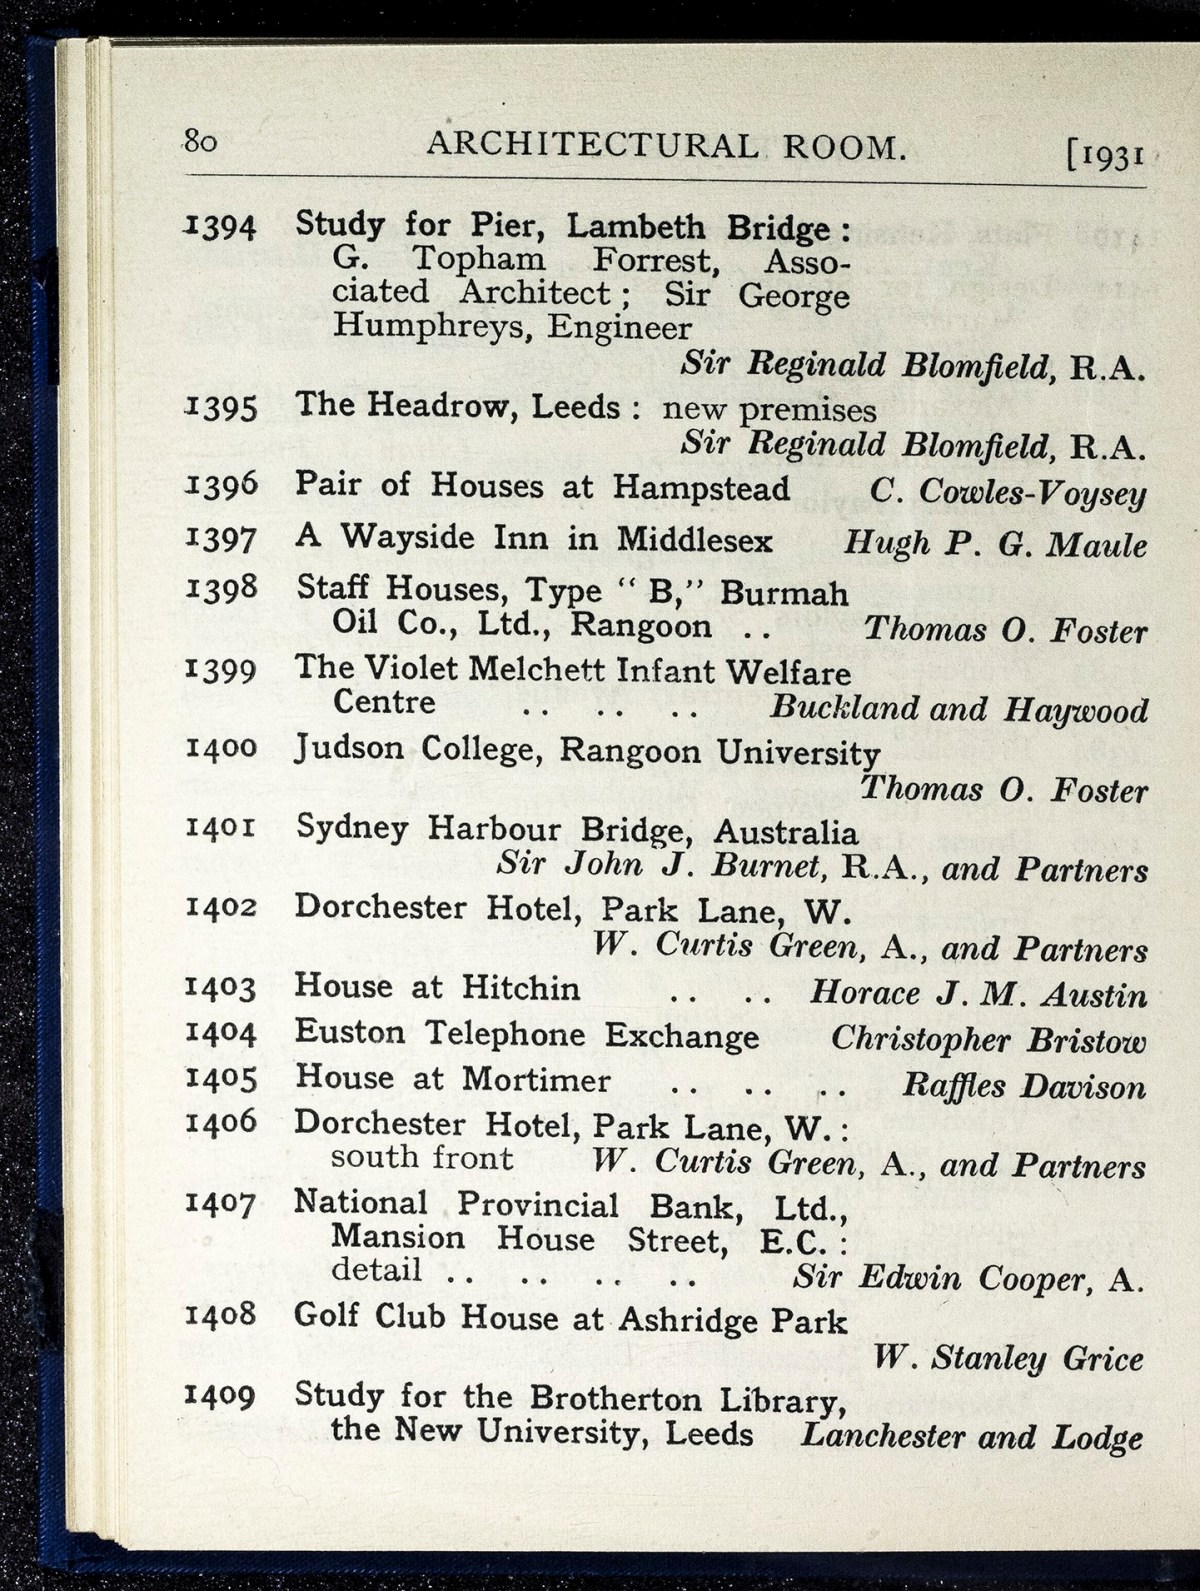 80 ARCHITECTURAL ROOM. [1931
1394 Study for Pier, Lambeth Bridge :
G. Topham Forrest, Asso-
ciated Architect ; Sir George
Humphreys, Engineer
Sir Reginald Blomfield, R.A.
1395 The Headrow, Leeds : new premises
Sir Reginald Blomfield, R.A.
1396 Pair of Houses at Hampstead C. Cowles-Voysey
1397 A Wayside Inn in Middlesex Hugh P. G. Maule
1398 Staff Houses, Type “ B,” Burmah
Oil Co., Ltd., Rangoon .. Thomas O. Foster
1399 The Violet Melchett Infant Welfare
Centre .. .. .. Buckland and Haywood
1400 Judson College, Rangoon University
Thomas O. Foster
1401 Sydney Harbour Bridge, Australia
Sir John J. Burnet, R.A., and Partners
1402 Dorchester Hotel, Park Lane, W.
W. Curtis Green, A., and Partners
1403 House at Hitchin .. .. Horace J. M. Austin
1404 Euston Telephone Exchange Christopher Bristow
1405 House at Mortimer .. .. .. Raffles Davison
1406 Dorchester Hotel, Park Lane, W. :
south front W. Curtis Green, A., and Partners
1407 National Provincial Bank, Ltd.,
Mansion House Street, E.C. :
detail .. .. .. .. Sir Edwin Cooper, A.
1408 Golf Club House at Ashridge Park
W. Stanley Grice
1409 Study for the Brotherton Library,
the New University, Leeds Lanchester and Lodge